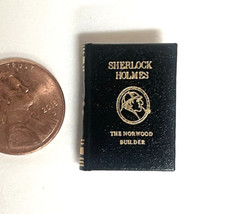 SHERLOCK
HOLMES
THE NORWOOD
BUILDER